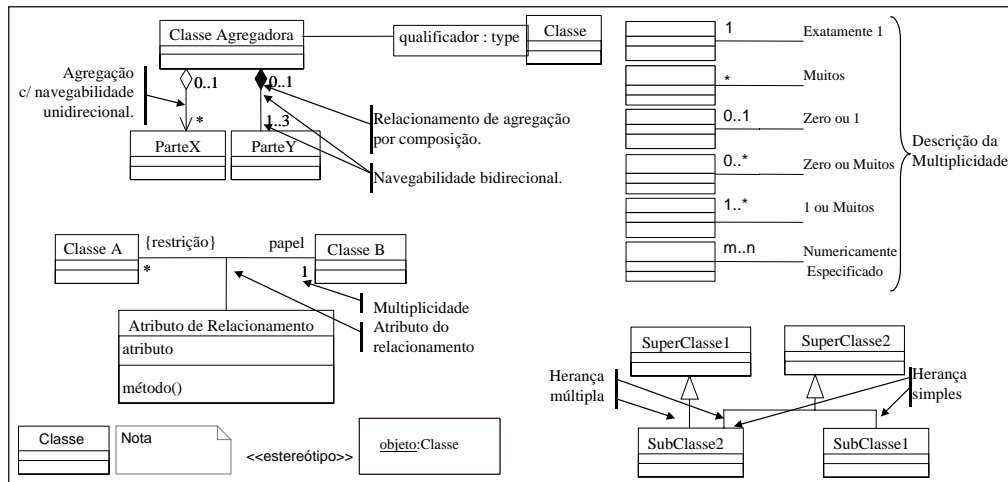 Classe Agregadora
qualificador : type
Classe
Agregação
c/ navegabilidade
unidirecional.
0..1
0..1
*
1..3
ParteX
ParteY
Relacionamento de agregação
por composição.
Navegabilidade bidirecional.
1
Exatamente 1
*
Muitos
0..1
Zero ou 1
0..*
Zero ou Muitos
1..*
1 ou Muitos
m..n
Numericamente
Especificado
Descrição da
Multiplicidade
Classe A
{restrição}
papel
Classe B
*
1
Multiplicidade
Atributo do
relacionamento
Atributo de Relacionamento
atributo
método()
SuperClasse1
SuperClasse2
Herança
múltipla
Herança
simples
SubClasse2
SubClasse1
Classe
Nota
<<estereótipo>>
objeto:Classe